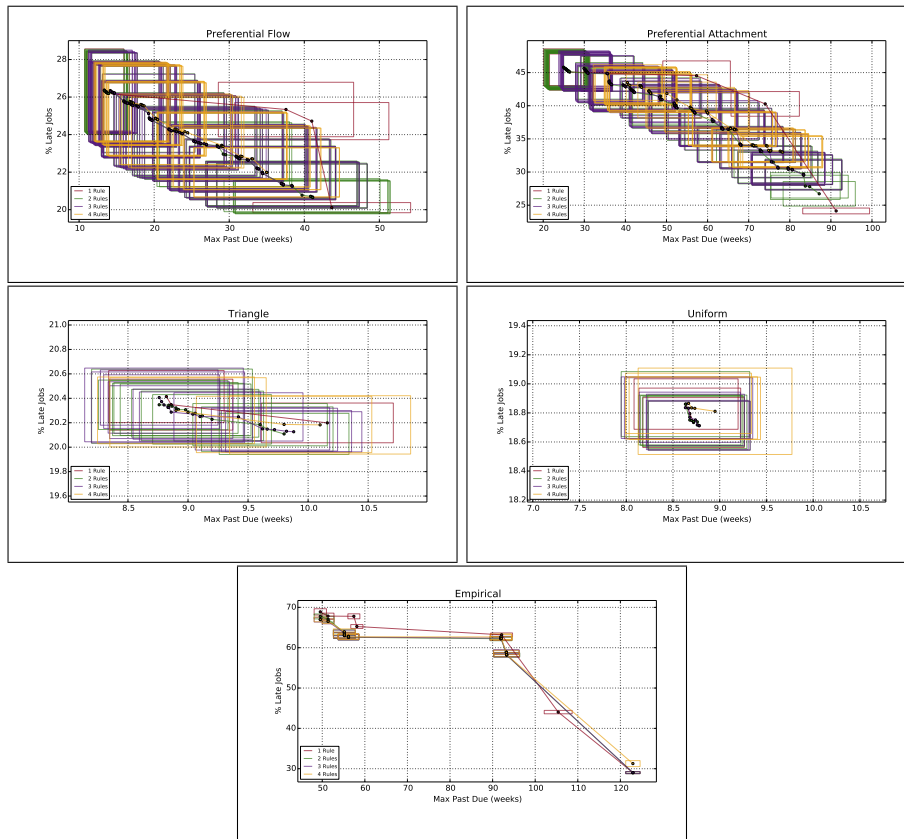 Preferential Flow
28
26
24
22
20
% Late Jobs
1 Rule
2 Rules
3 Rules
4 Rules
10 20 30 40 50
Max Past Due (weeks)
Preferential Attachment
45
40
35
30
25
% Late Jobs
1 Rule
2 Rules
3 Rules
4 Rules
20 30 40 50 60 70 80 90 100
Max Past Due (weeks)
Triangle
21.0
20.8
20.6
20.4
20.2
20.0
19.8
19.6
% Late Jobs
1 Rule
2 Rules
3 Rules
4 Rules
8.5 9.0 9.5 10.0 10.5
Max Past Due (weeks)
Uniform
19.4
19.2
19.0
18.8
18.6
18.4
18.2
% Late Jobs
1 Rule
2 Rules
3 Rules
4 Rules
7.0 7.5 8.0 8.5 9.0 9.5 10.0 10.5
Max Past Due (weeks)
Empirical
70
60
50
40
30
% Late Jobs
1 Rule
2 Rules
3 Rules
4 Rules
50 60 70 80 90 100 110 120
Max Past Due (weeks)